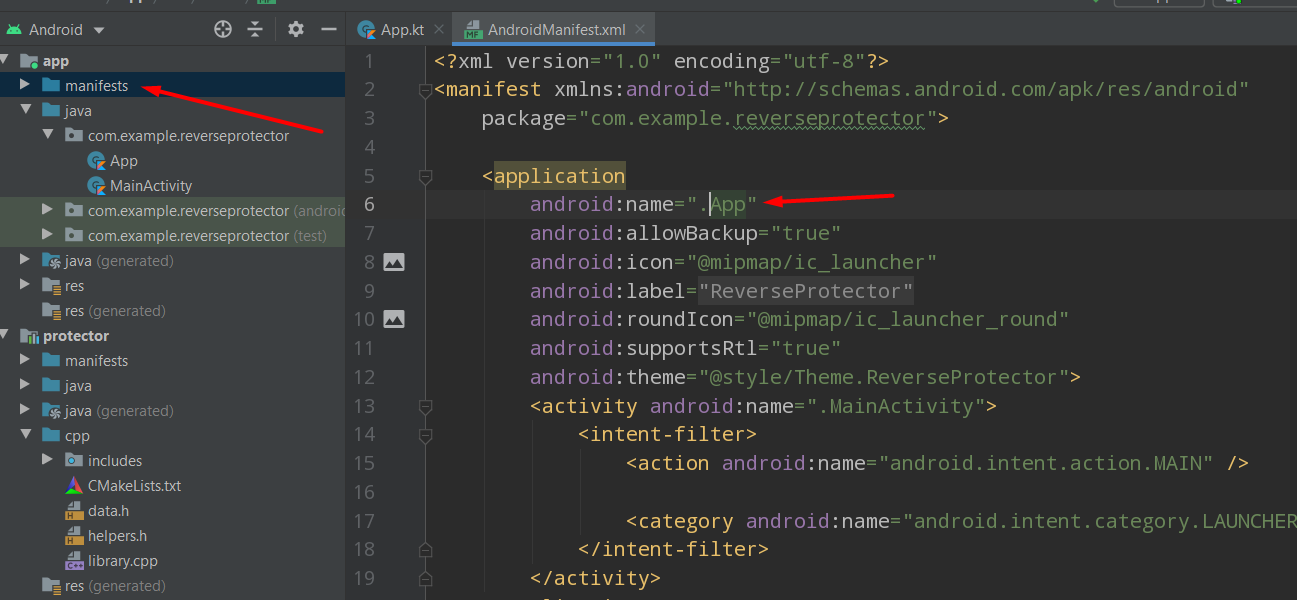 Android
App.kt
AndroidManifest.xml
app
manifests
java
com.example.reverseprotector
App
MainActivity
com.example.reverseprotector (androi
com.example.reverseprotector (test)
java (generated)
res
res (generated)
protector
manifests
java
java (generated)
cpp
includes
CMakeLists.txt
data.h
helpers.h
library.cpp
res (generated)
1 <?xml version="1.0" encoding="utf-8"?>
2 <manifest xmlns:android="http://schemas.android.com/apk/res/android"
3 package="com.example.reverseprotector">
4
5 <application
6 android:name=".App"
7 android:allowBackup="true"
8 android:icon="@mipmap/ic_launcher"
9 android:label="ReverseProtector"
10 android:roundIcon="@mipmap/ic_launcher_round"
11 android:supportsRtl="true"
12 android:theme="@style/Theme.ReverseProtector">
13 <activity android:name=".MainActivity">
14 <intent-filter>
15 <action android:name="android.intent.action.MAIN" />
16
17 <category android:name="android.intent.category.LAUNCHER
18 </intent-filter>
19 </activity>